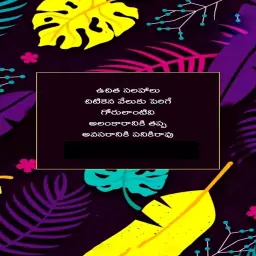 ఉచిత సలహాలు
చిటికెన వేలుకు పెరిగే
గోరులాంటివి
అలంకారానికి తప్ప
అవసరానికి పనికిరావు